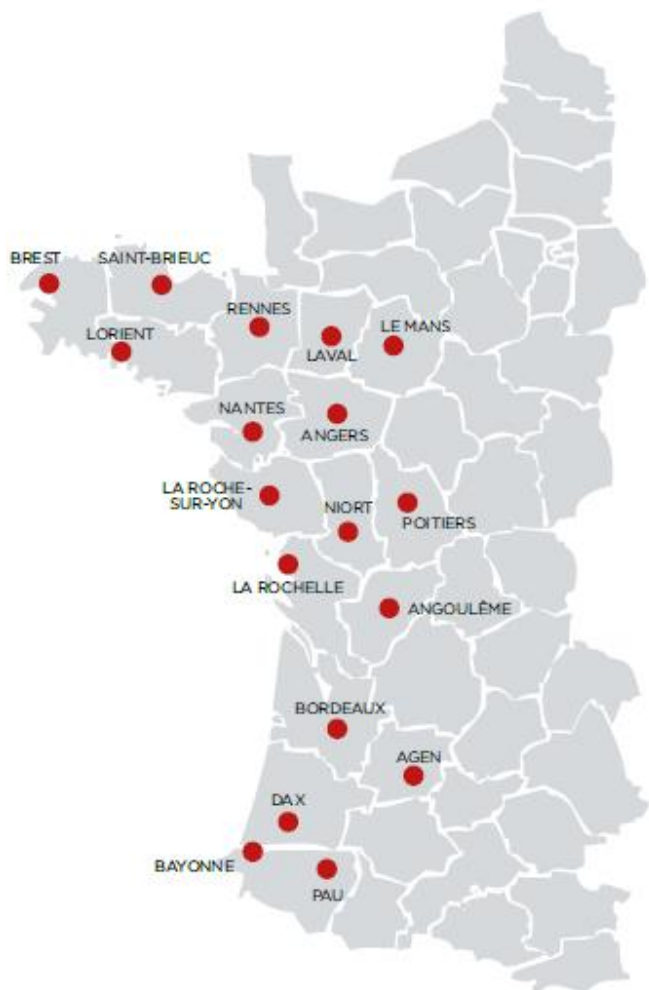 BREST
SAINT-BRIEUC
RENNES
LE MANS
LORIENT
LAVAL
NANTES
ANGERS
LA ROCHE-
SUR-YON
NIORT
POITIERS
LA ROCHELLE
ANGOULÊME
BORDEAUX
AGEN
DAX
BAYONNE
PAU